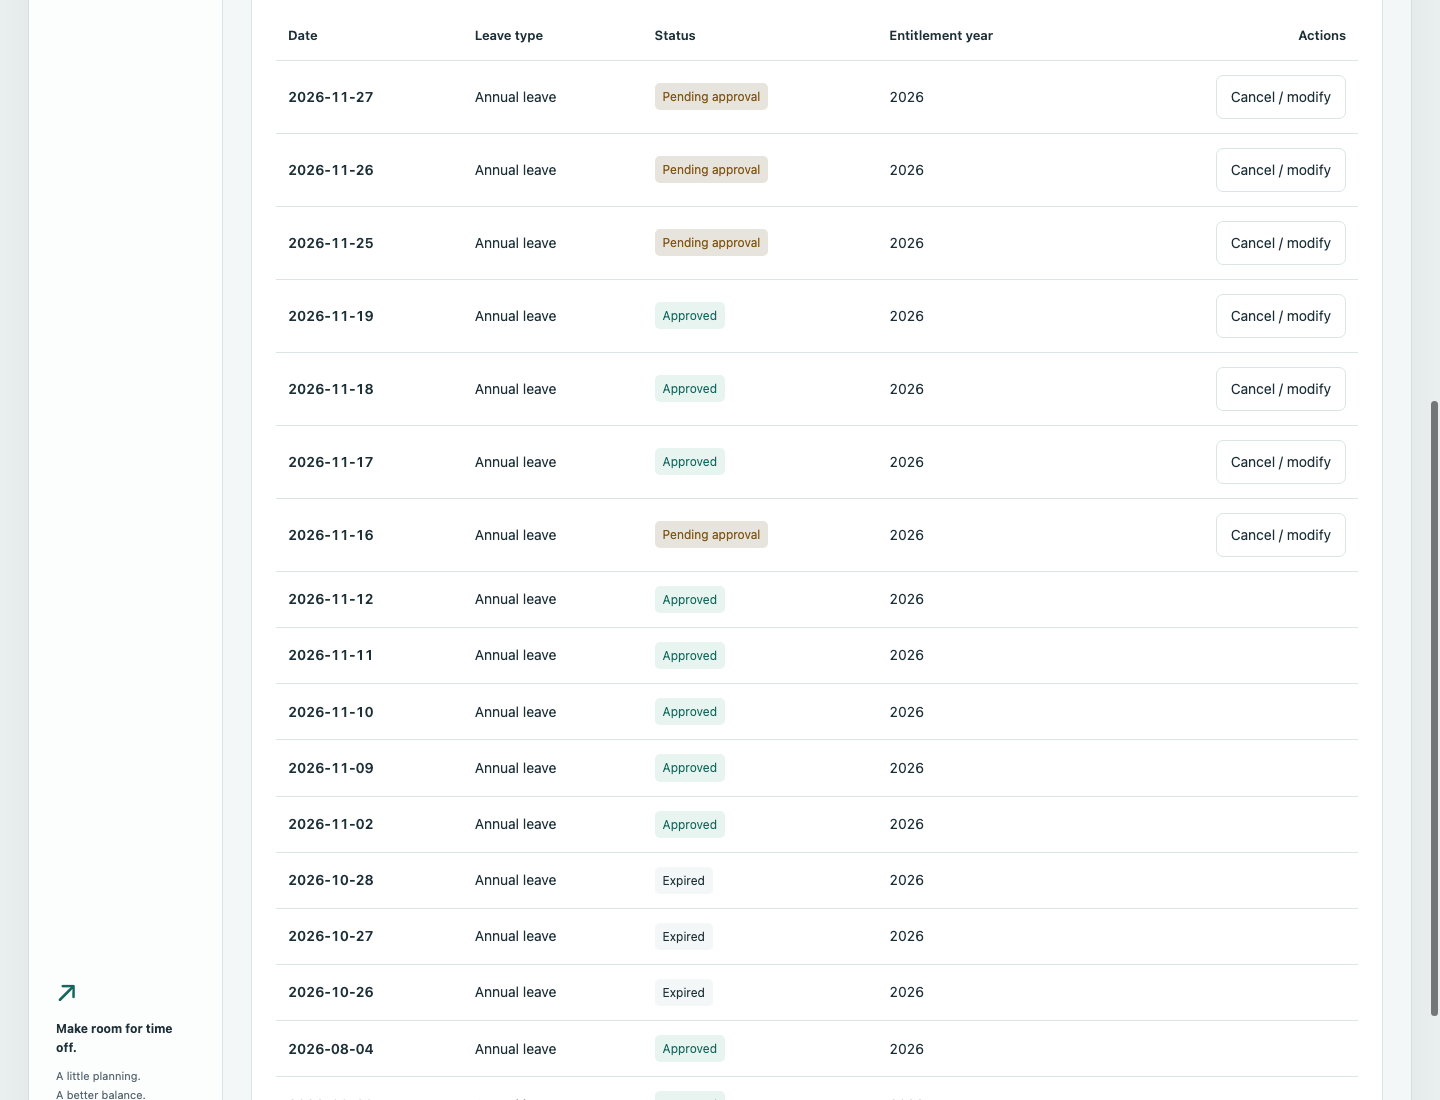 Date Leave type Status Entitlement year Actions
2026-11-27 Annual leave Pending approval 2026 Cancel / modify
2026-11-26 Annual leave Pending approval 2026 Cancel / modify
2026-11-25 Annual leave Pending approval 2026 Cancel / modify
2026-11-19 Annual leave Approved 2026 Cancel / modify
2026-11-18 Annual leave Approved 2026 Cancel / modify
2026-11-17 Annual leave Approved 2026 Cancel / modify
2026-11-16 Annual leave Pending approval 2026 Cancel / modify
2026-11-12 Annual leave Approved 2026
2026-11-11 Annual leave Approved 2026
2026-11-10 Annual leave Approved 2026
2026-11-09 Annual leave Approved 2026
2026-11-02 Annual leave Approved 2026
2026-10-28 Annual leave Expired 2026
2026-10-27 Annual leave Expired 2026
2026-10-26 Annual leave Expired 2026
2026-08-04 Annual leave Approved 2026
Make room for time
off.
A little planning.
A better balance.